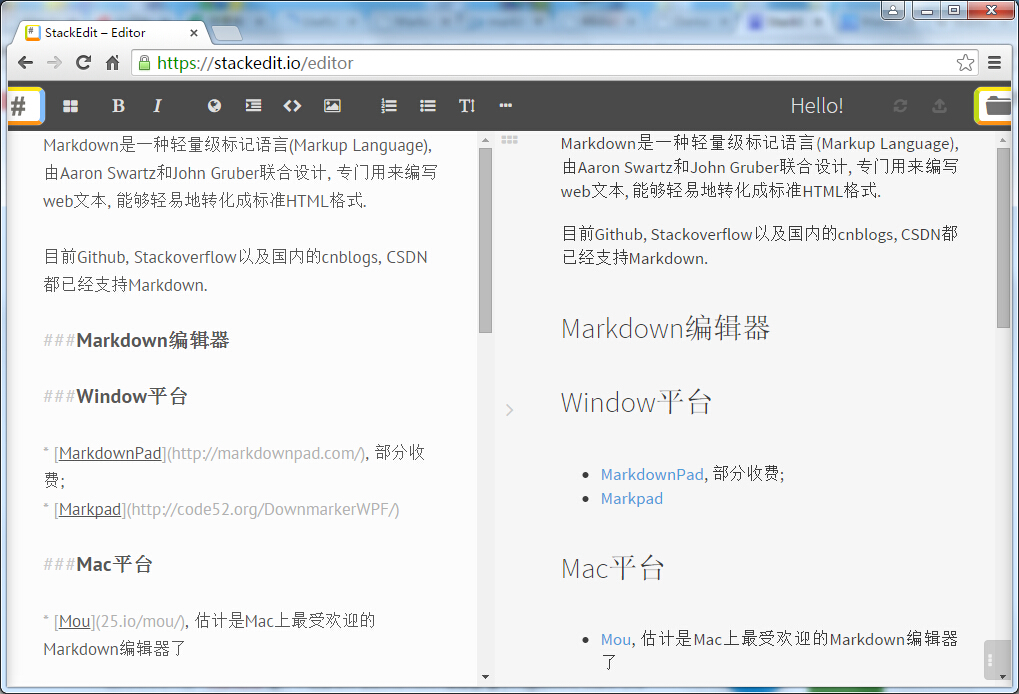 StackEdit – Editor
https://stackedit.io/editor
#
B
I
Hello!
Markdown是一种轻量级标记语言(Markup Language),
由Aaron Swartz和John Gruber联合设计, 专门用来编写
web文本, 能够轻易地转化成标准HTML格式.
目前Github, Stackoverflow以及国内的cnblogs, CSDN
都已经支持Markdown.
###Markdown编辑器
###Window平台
* [MarkdownPad](http://markdownpad.com/), 部分收
费;
* [Markpad](http://code52.org/DownmarkerWPF/)
###Mac平台
* [Mou](25.io/mou/), 估计是Mac上最受欢迎的
Markdown编辑器了
Markdown是一种轻量级标记语言(Markup Language),
由Aaron Swartz和John Gruber联合设计, 专门用来编写
web文本, 能够轻易地转化成标准HTML格式.
目前Github, Stackoverflow以及国内的cnblogs, CSDN都
已经支持Markdown.
Markdown编辑器
Window平台
• MarkdownPad, 部分收费;
• Markpad
Mac平台
• Mou, 估计是Mac上最受欢迎的Markdown编辑器
了